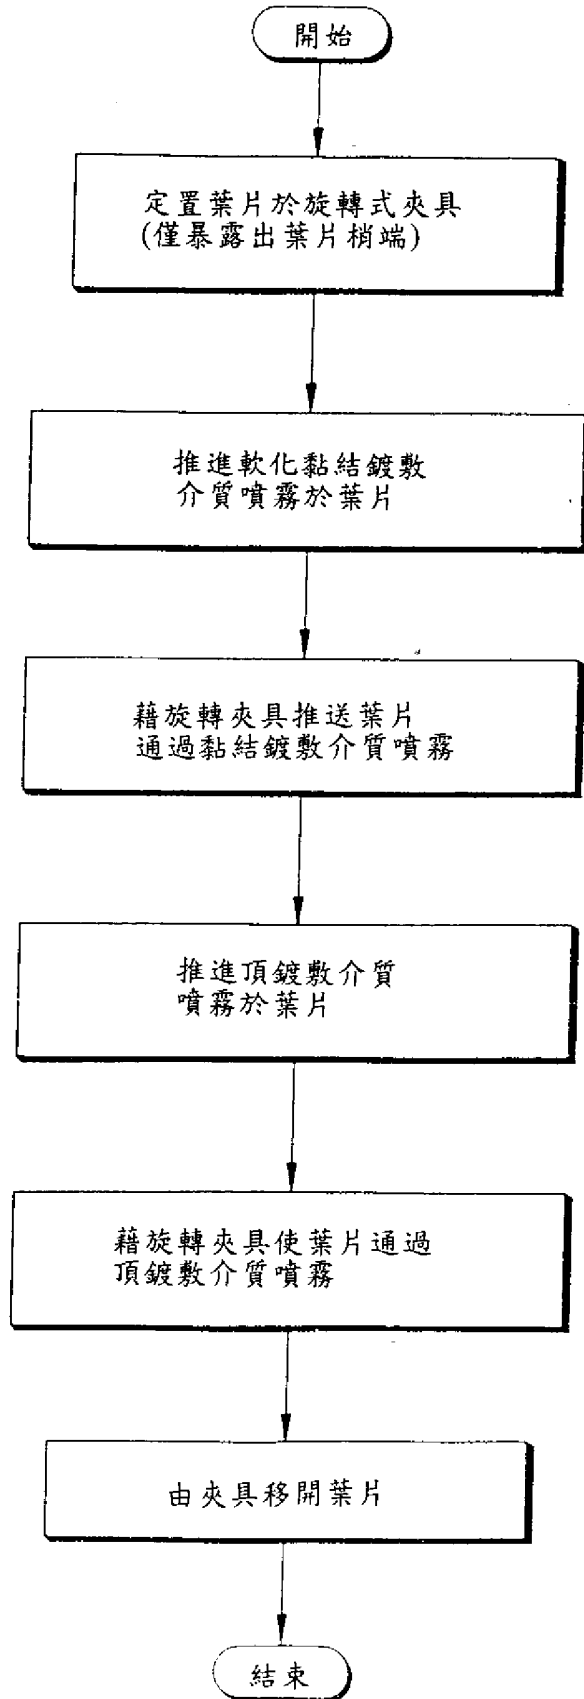 開始
定置葉片於旋轉式夾具
(僅暴露出葉片梢端)
推進軟化黏結鍍敷
介質噴霧於葉片
藉旋轉夾具推送葉片
通過黏結鍍敷介質噴霧
推進頂鍍敷介質
噴霧於葉片
藉旋轉夾具使葉片通過
頂鍍敷介質噴霧
由夾具移開葉片
結束